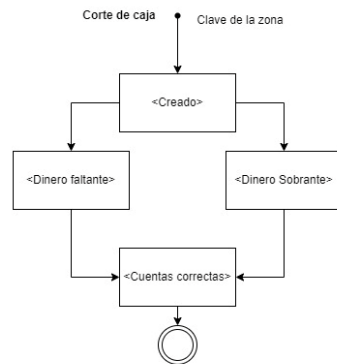 Corte de caja
Clave de la zona
<Creado>
<Dinero faltante>
<Dinero Sobrante>
<Cuentas correctas>